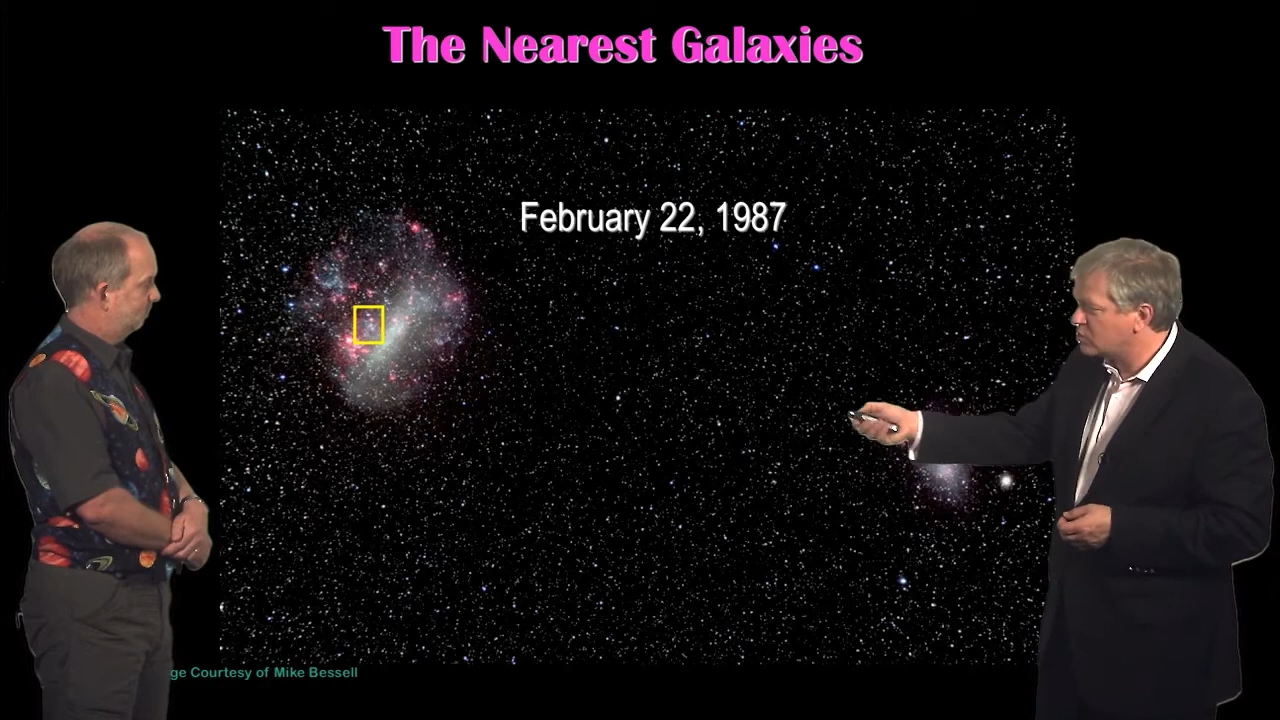 The Nearest Galaxies
February 22, 1987
ge Courtesy of Mike Bessell